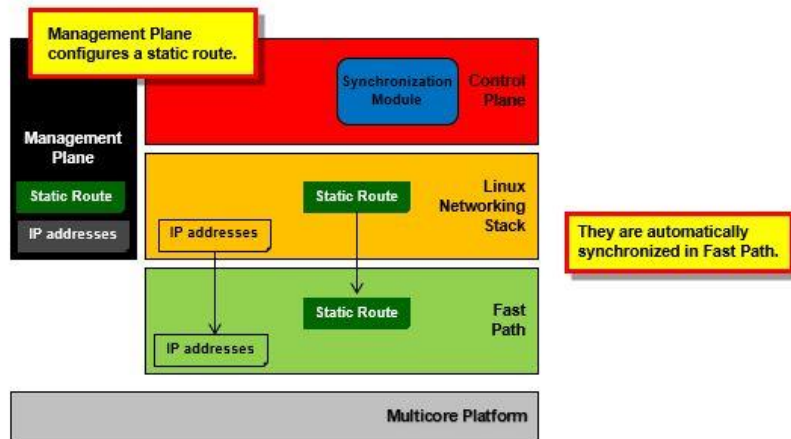 Management Plane
configures a static route.
Synchronization
Module
Control
Plane
Management
Plane
Static Route
IP addresses
Linux
Networking
Stack
Static Route
IP addresses
They are automatically
synchronized in Fast Path.
Static Route
Fast
Path
IP addresses
Multicore Platform